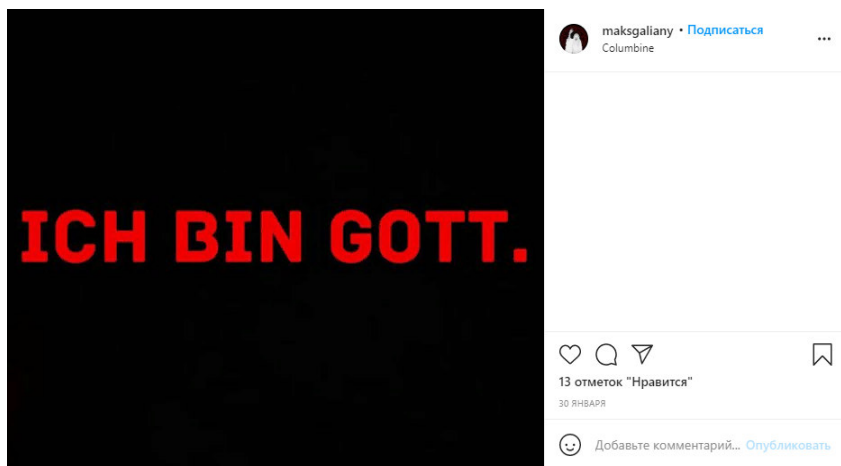 maksgaliany • Подписаться
Columbine
ICH BIN GOTT.
13 отметок "Нравится"
30 ЯНВАРЯ
Добавьте комментарий... Опубликовать